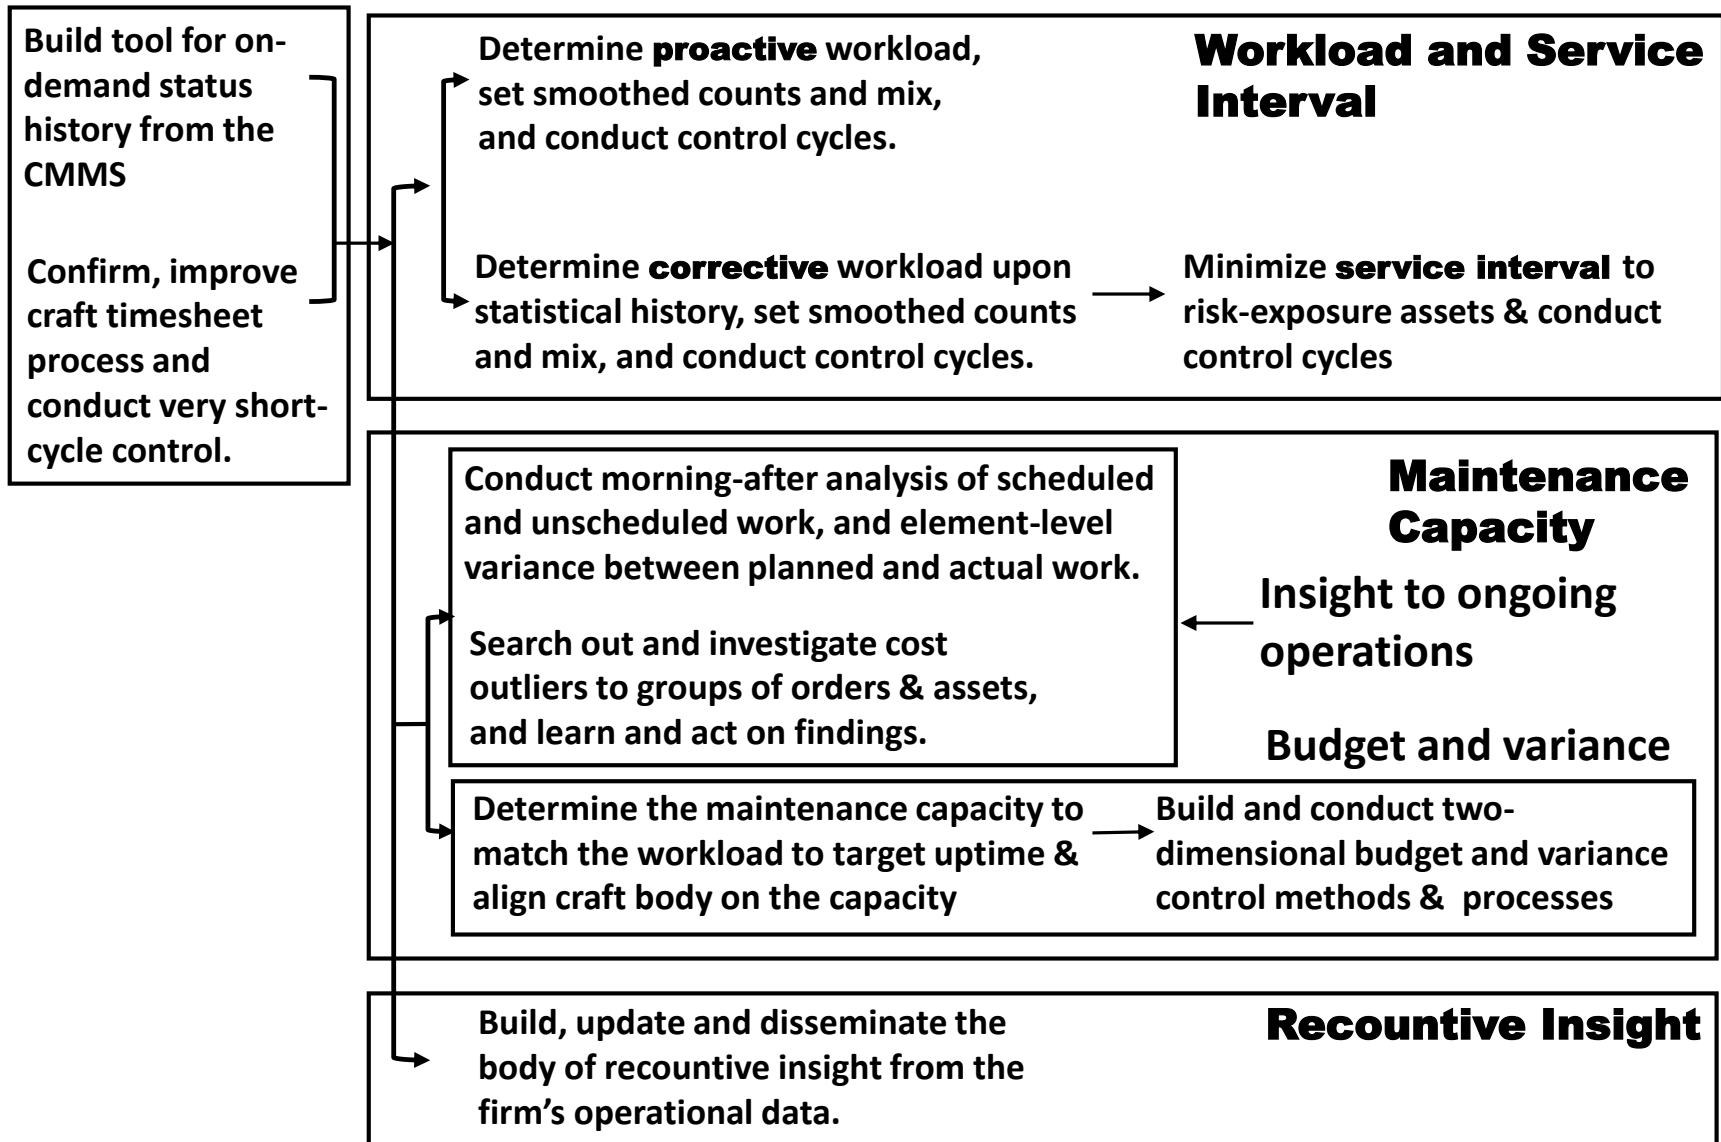 Build tool for on-
demand status
history from the
CMMS
Confirm, improve
craft timesheet
process and
conduct very short-
cycle control.
Workload and Service
Interval
Determine proactive workload,
set smoothed counts and mix,
and conduct control cycles.
Determine corrective workload upon
statistical history, set smoothed counts
and mix, and conduct control cycles.
Minimize service interval to
risk-exposure assets & conduct
control cycles
Maintenance
Capacity
Conduct morning-after analysis of scheduled
and unscheduled work, and element-level
variance between planned and actual work.
Search out and investigate cost
outliers to groups of orders & assets,
and learn and act on findings.
Insight to ongoing
operations
Budget and variance
Determine the maintenance capacity to
match the workload to target uptime &
align craft body on the capacity
Build and conduct two-
dimensional budget and variance
control methods &  processes
Recountive Insight
Build, update and disseminate the
body of recountive insight from the
firm’s operational data.